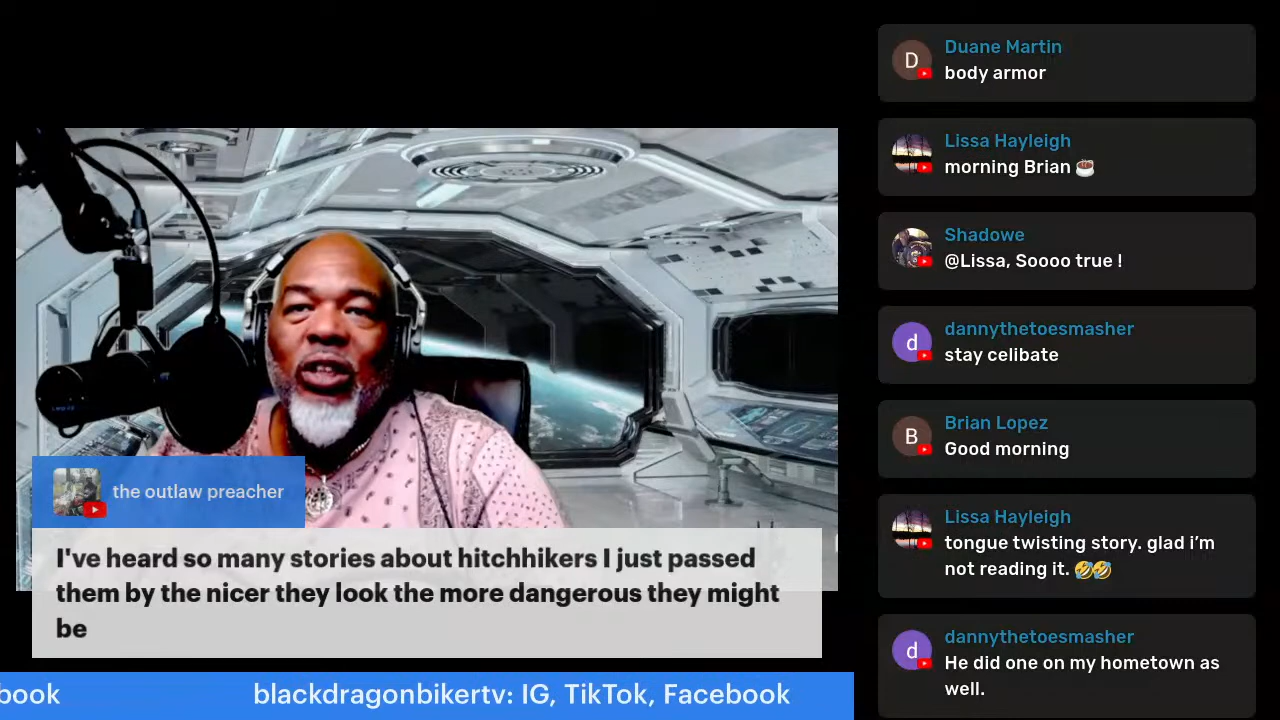 the outlaw preacher
I've heard so many stories about hitchhikers I just passed
them by the nicer they look the more dangerous they might
be
book
blackdragonbikertv: IG, TikTok, Facebook
D
Duane Martin
body armor
Lissa Hayleigh
morning Brian ☕
Shadowe
@Lissa, Soooo true !
d
dannythetoesmasher
stay celibate
B
Brian Lopez
Good morning
Lissa Hayleigh
tongue twisting story. glad i’m
not reading it. 🤣🤣
d
dannythetoesmasher
He did one on my hometown as
well.